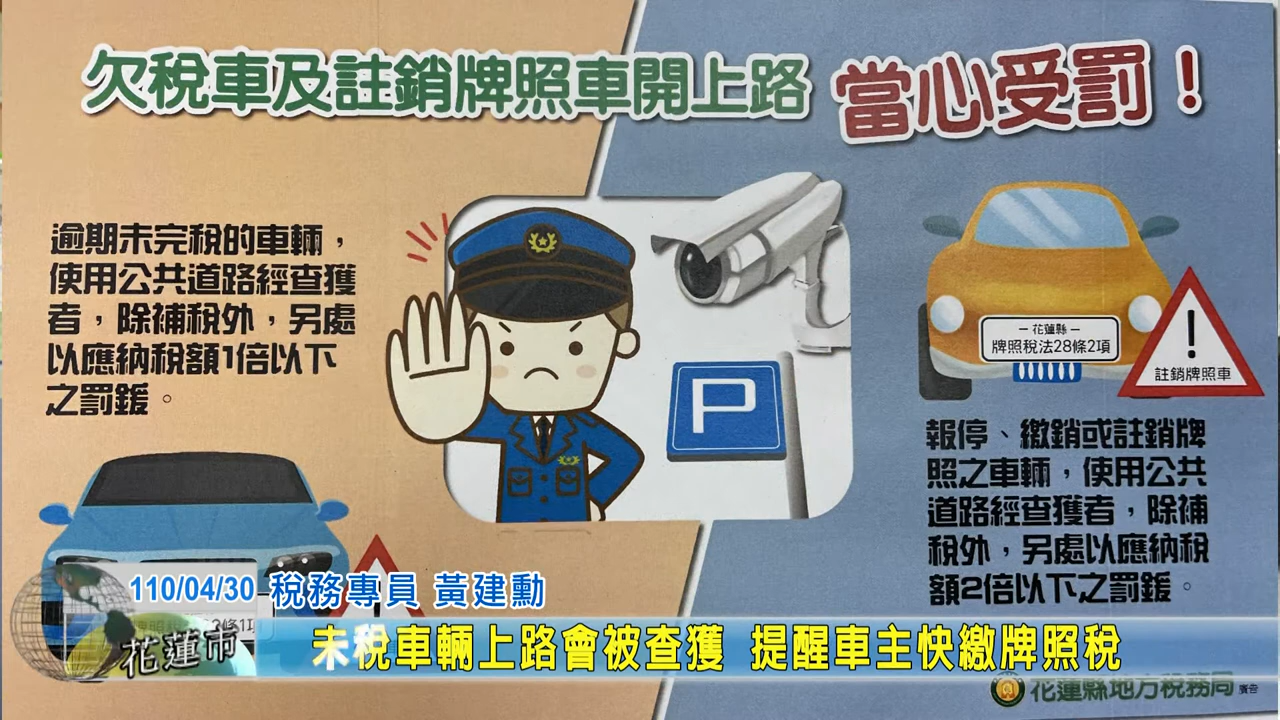 欠稅車及註銷牌照車開上路 當心受罰!
逾期未完稅的車輛,
使用公共道路經查獲
者,除補稅外,另處
以應納稅額1倍以下
之罰鍰。
P
一花蓮縣一
牌照稅法28條2項
!
註銷牌照車
報停、繳銷或註銷牌
照之車輛,使用公共
道路經查獲者,除補
稅外,另處以應納稅
額2倍以下之罰鍰。
110/04/30 稅務專員 黃建勳
花蓮市
未稅車輛上路會被查獲 提醒車主快繳牌照稅
花蓮縣地方稅務局 廣告